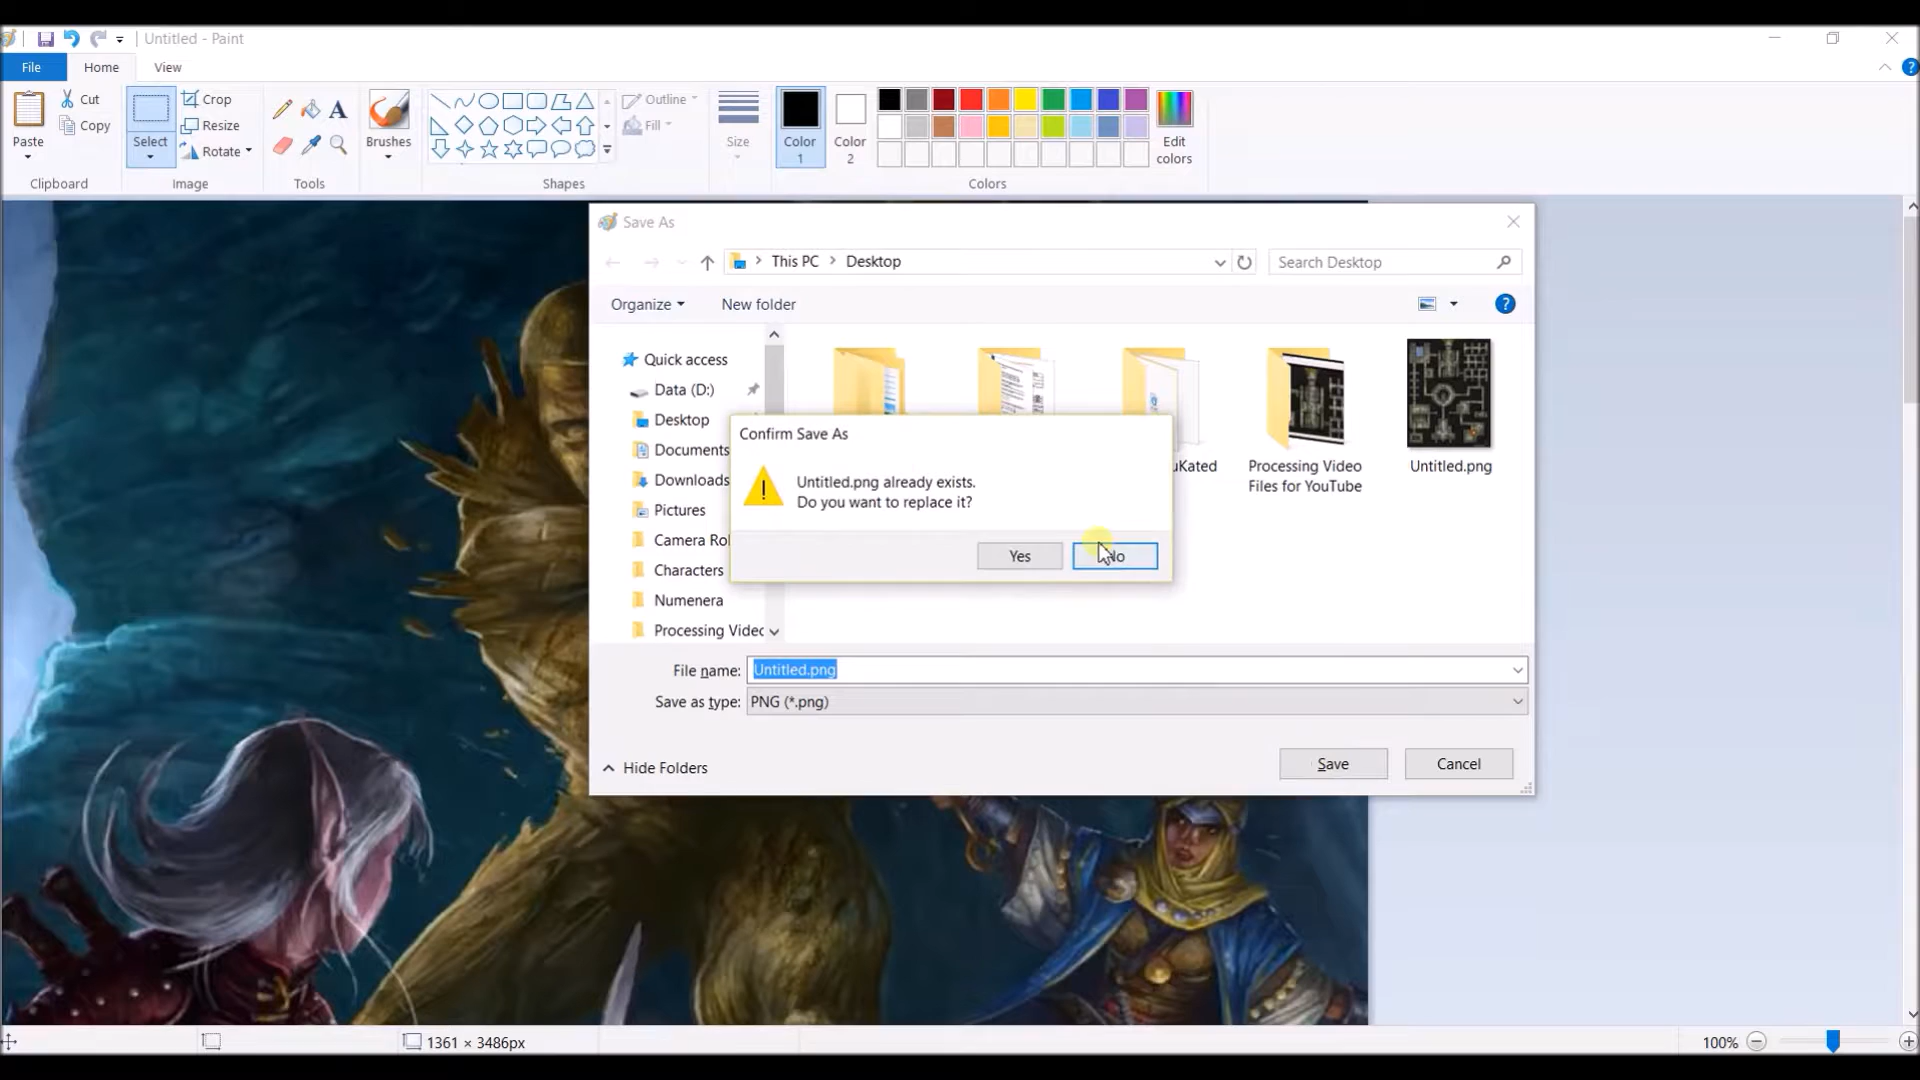 Untitled - Paint
File
Home
View
Paste
Cut
Copy
Clipboard
Select
Crop
Resize
Rotate
Image
A
Tools
Brushes
Outline
Fill
Shapes
Size
Color
1
Color
2
Edit
colors
Colors
?
Save As
This PC
Desktop
Search Desktop
Organize
New folder
?
Quick access
Data (D:)
Desktop
Documents
Downloads
Pictures
Camera Rol
Characters
Numenera
Processing Videc
uKated
Processing Video
Files for YouTube
Untitled.png
Confirm Save As
!
Untitled.png already exists.
Do you want to replace it?
Yes
No
File name:
Untitled.png
Save as type:
PNG (*.png)
Hide Folders
Save
Cancel
1361 × 3486px
100%